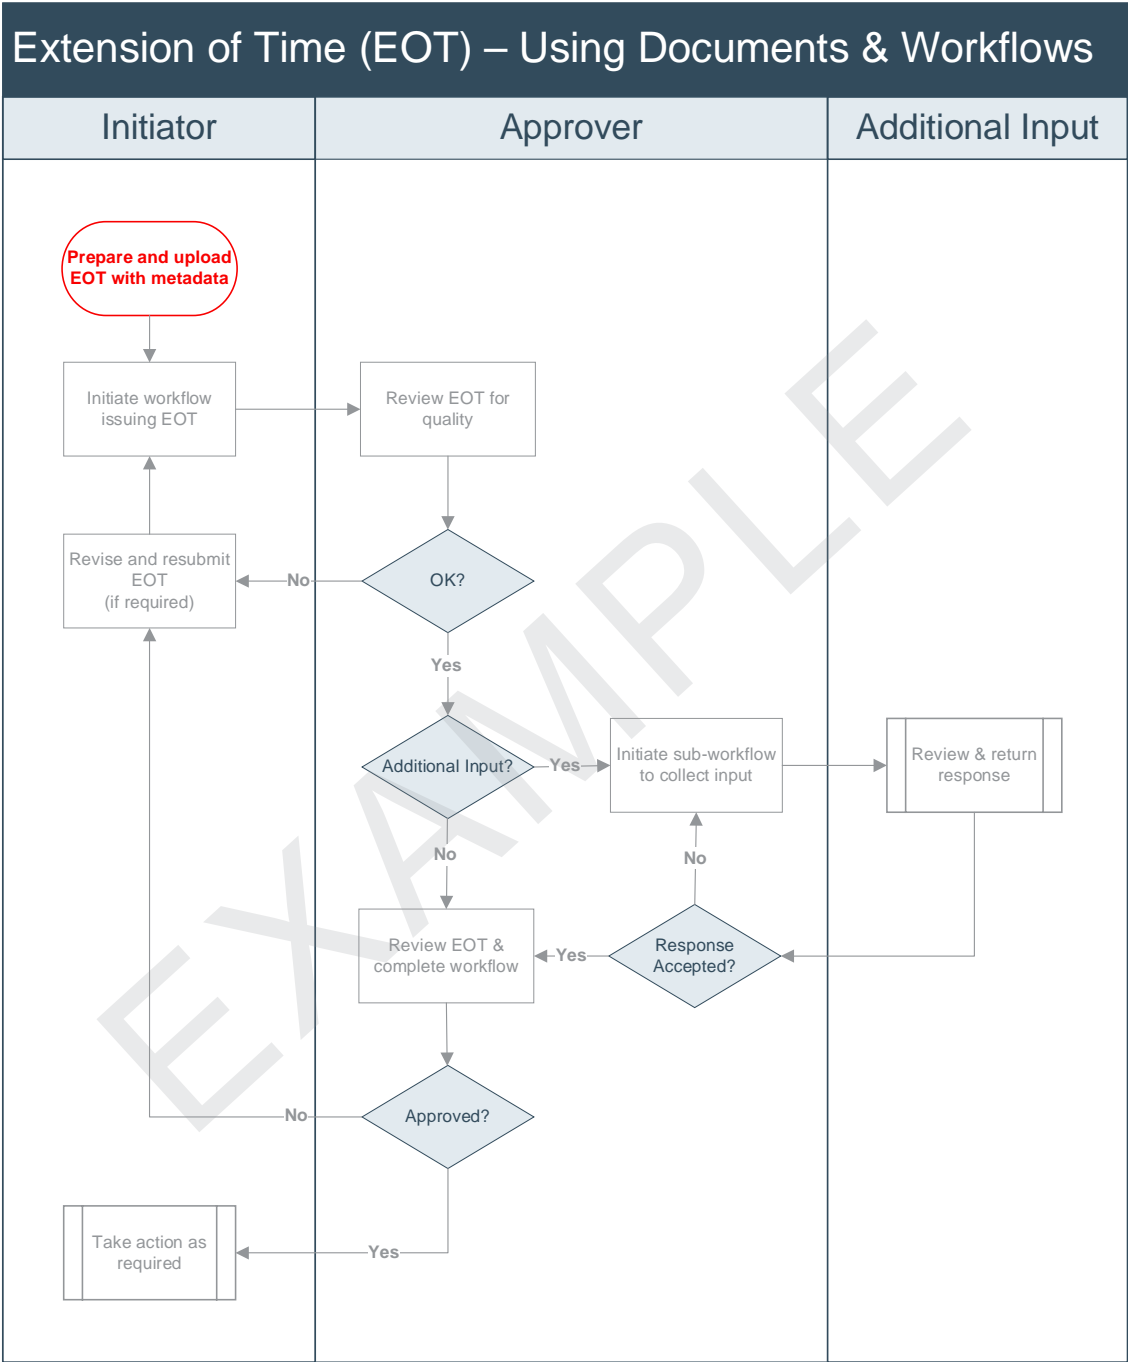 Extension of Time (EOT) – Using Documents & Workflows
Initiator
Approver
Additional Input
Prepare and upload
EOT with metadata
Initiate workflow
issuing EOT
Review EOT for
quality
Revise and resubmit
EOT
(if required)
No
OK?
Yes
Additional Input?
Yes
Initiate sub-workflow
to collect input
Review & return
response
No
No
Review EOT &
complete workflow
Yes
Response
Accepted?
No
Approved?
Take action as
required
Yes
EXAMPLE